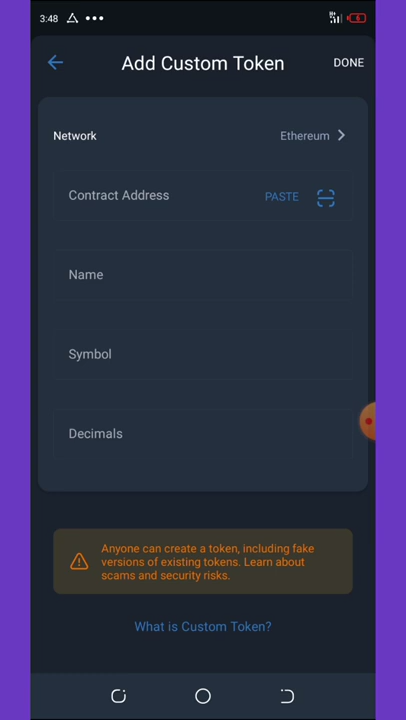 3:48
Add Custom Token
DONE
Network
Ethereum
Contract Address
PASTE
Name
Symbol
Decimals
Anyone can create a token, including fake
versions of existing tokens. Learn about
scams and security risks.
What is Custom Token?